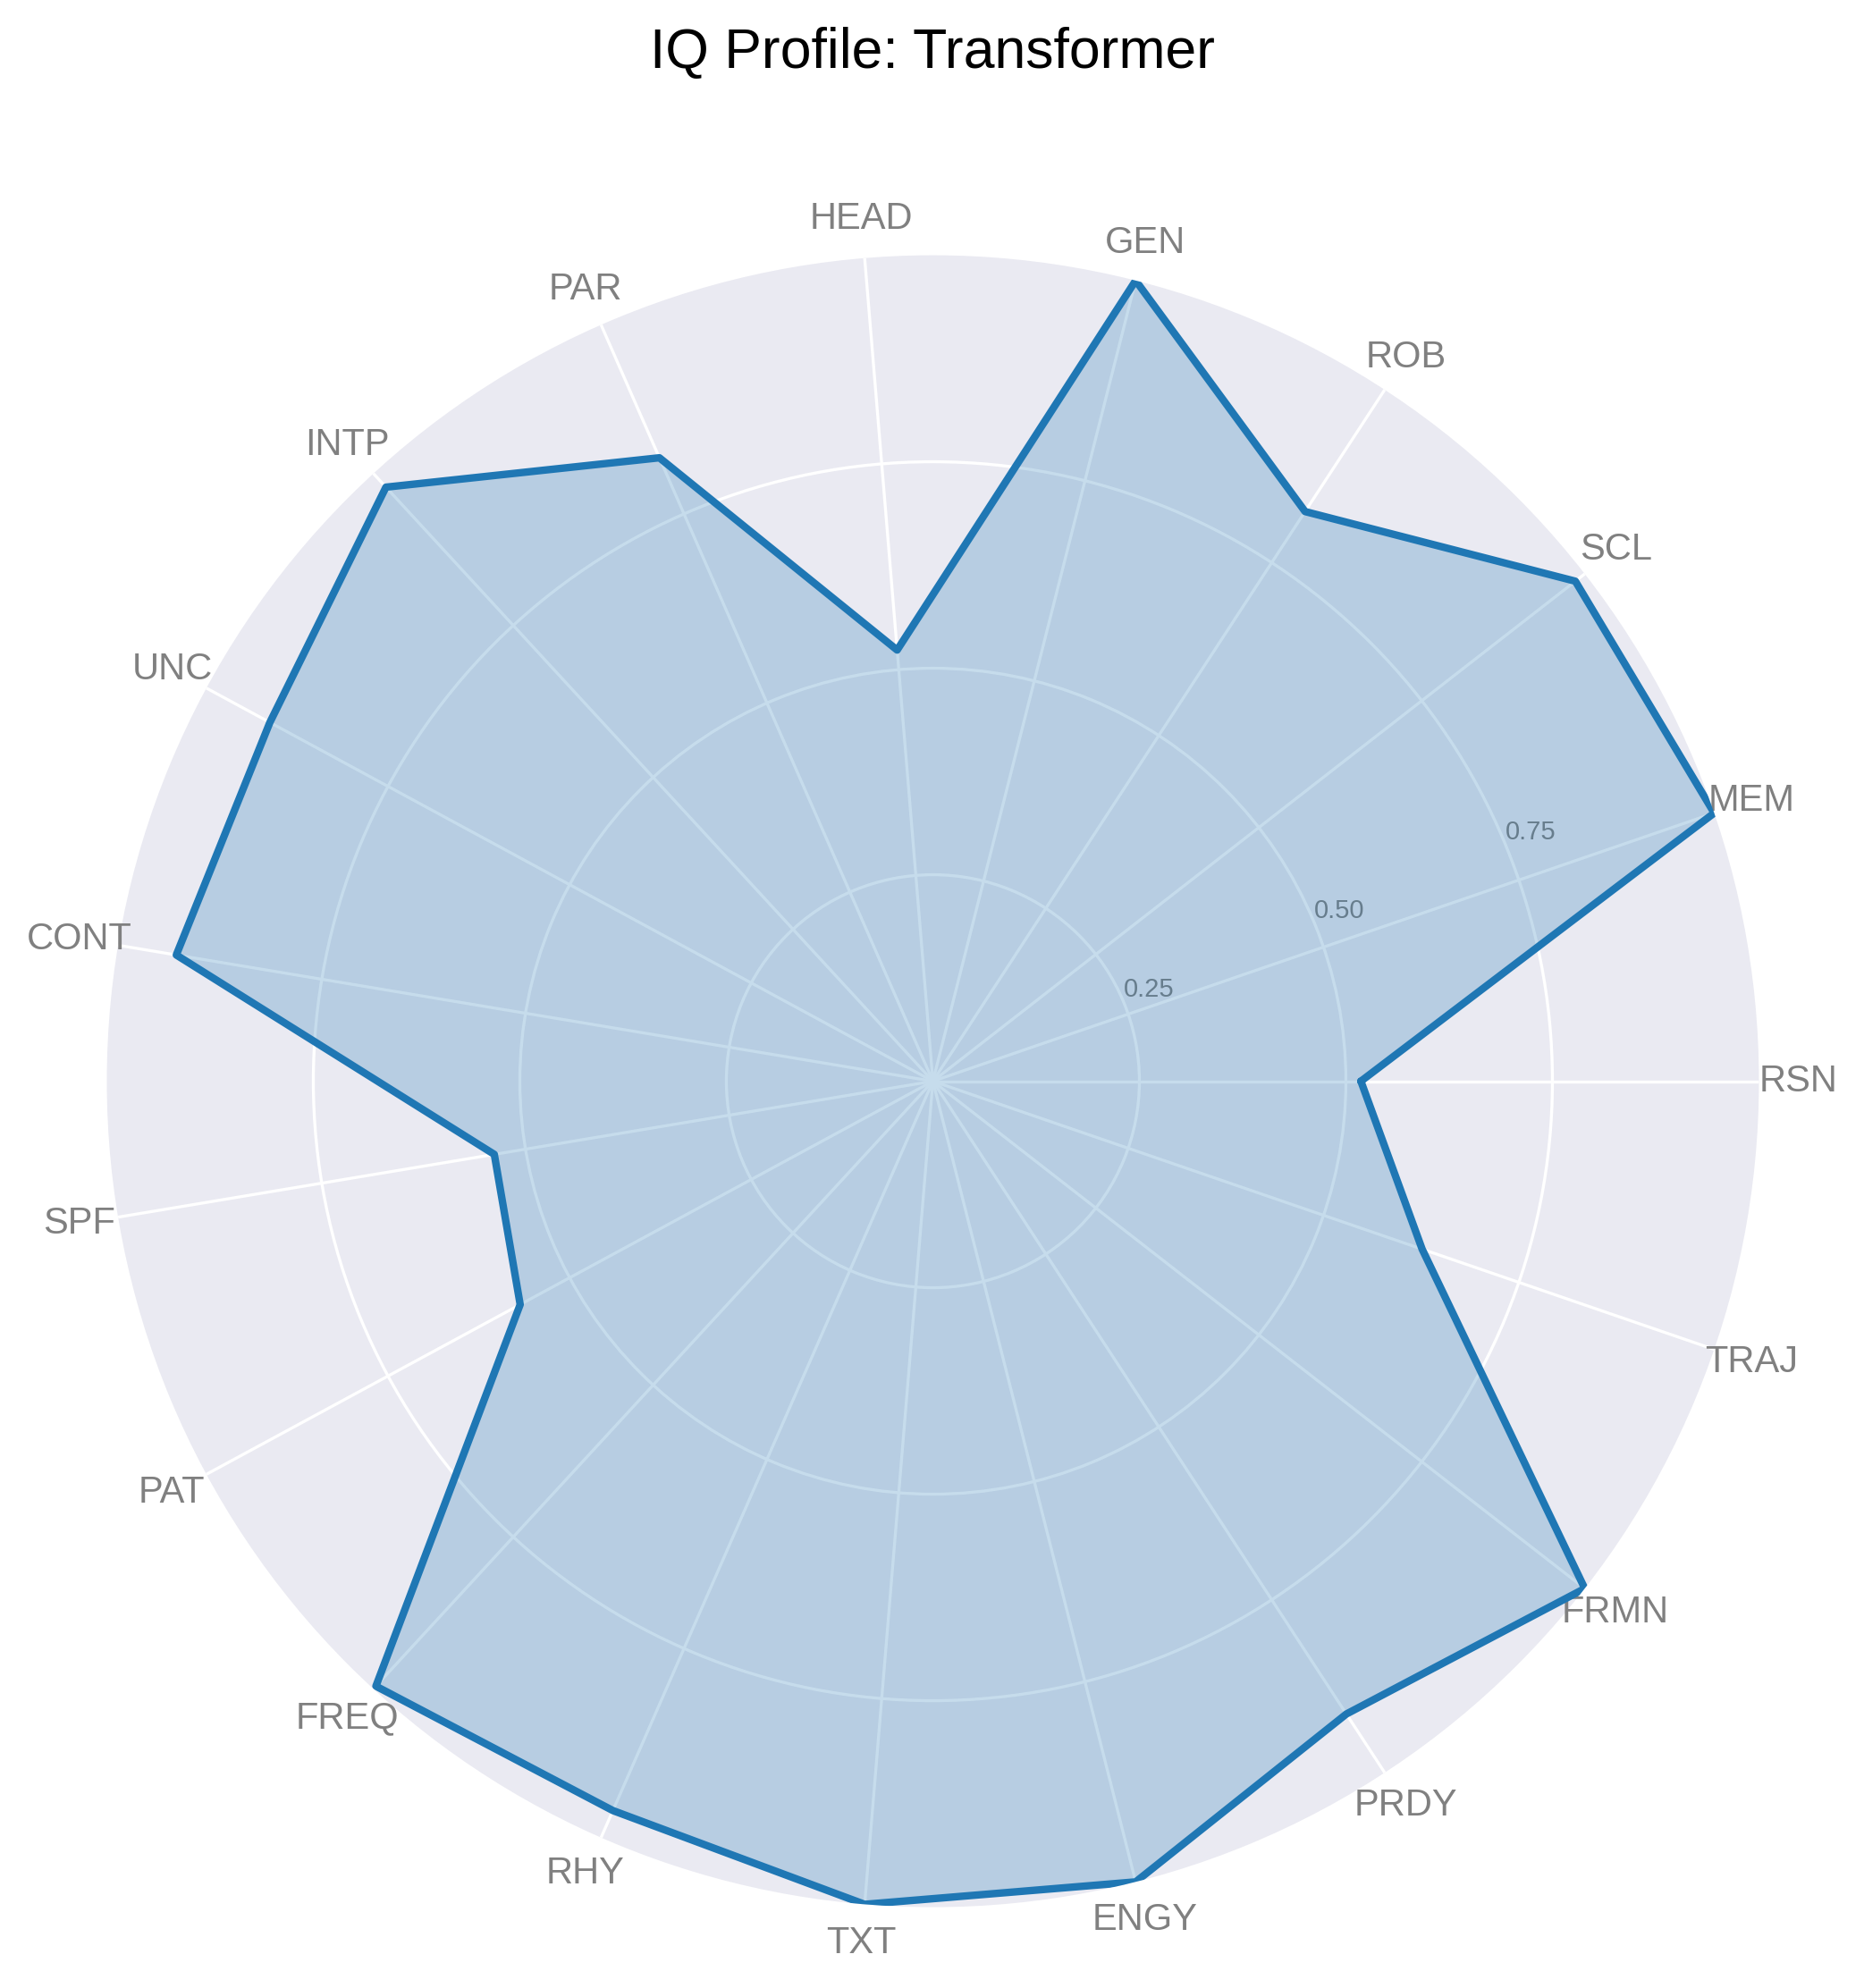 IQ Profile: Transformer
HEAD
GEN
PAR
ROB
INTP
SCL
UNC
MEM
0.75
0.50
CONT
0.25
RSN
SPF
TRAJ
PAT
FRMN
FREQ
PRDY
RHY
ENGY
TXT